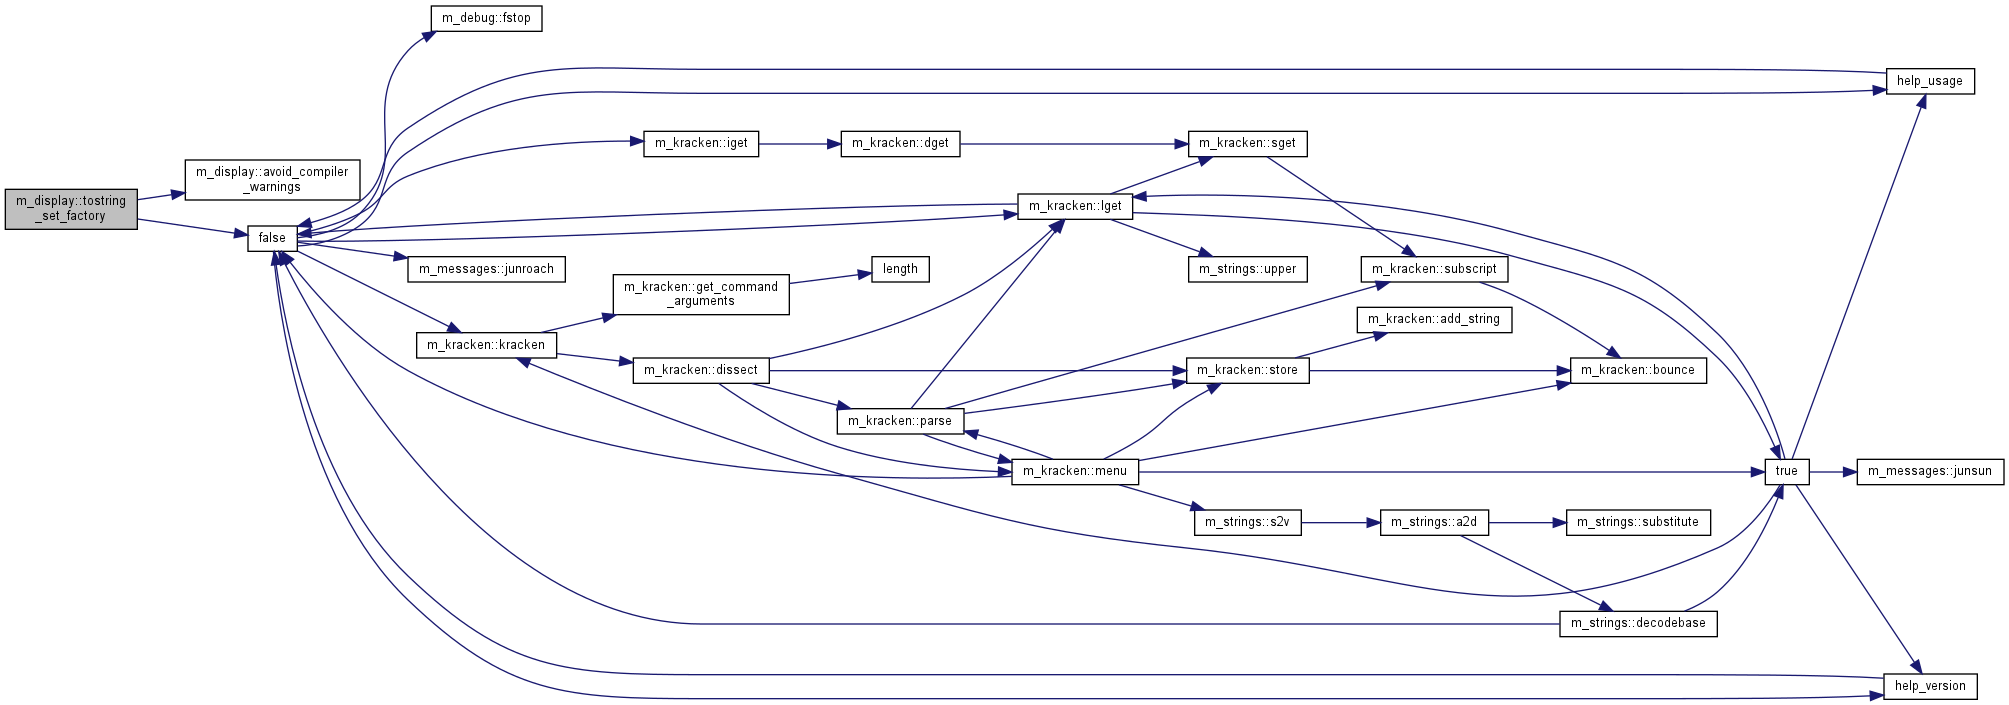 m_debug::fstop
help_usage
m_kracken::iget
m_kracken::dget
m_kracken::sget
m_display::avoid_compiler
_warnings
m_display::tostring
_set_factory
m_kracken::lget
false
m_messages::junroach
m_kracken::get_command
_arguments
length
m_strings::upper
m_kracken::subscript
m_kracken::add_string
m_kracken::kracken
m_kracken::dissect
m_kracken::store
m_kracken::bounce
m_kracken::parse
m_kracken::menu
true
m_messages::junsun
m_strings::s2v
m_strings::a2d
m_strings::substitute
m_strings::decodebase
help_version